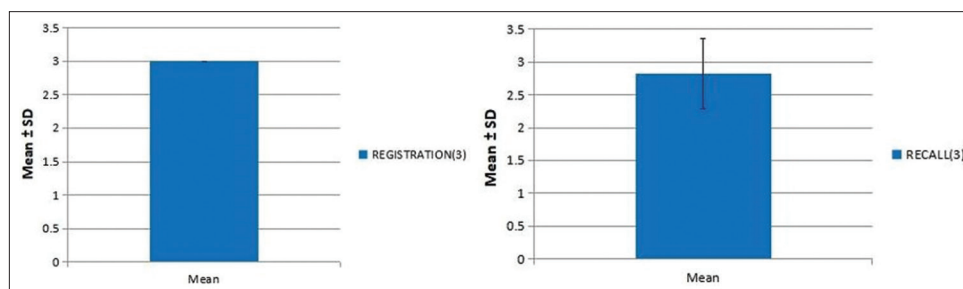 Mean ± SD
3.5
3
2.5
2
1.5
1
0.5
0
Mean
REGISTRATION(3)
Mean ± SD
3.5
3
2.5
2
1.5
1
0.5
0
Mean
RECALL(3)